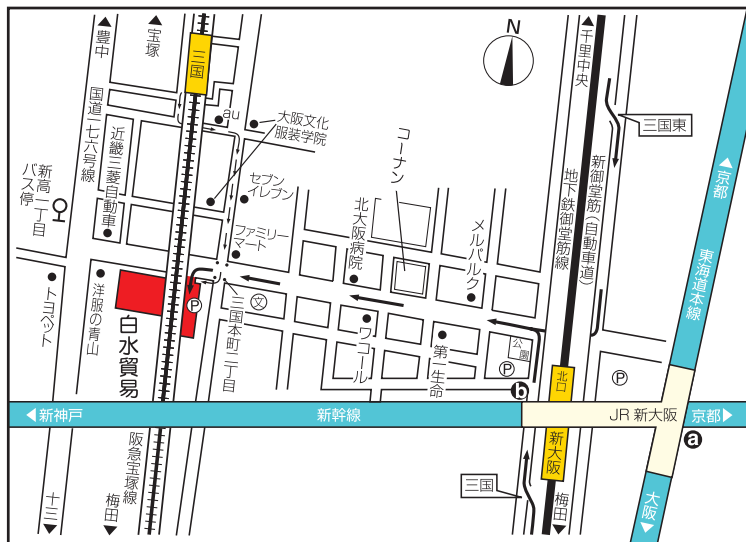 豊中
宝塚
三国
N
千里中央
国道一七六号線
au
大阪文化
服装学院
コーナン
三国東
近畿三菱自動車
新高一丁目
バス停
セブン
イレブン
地下鉄御堂筋線
新御堂筋(自動車道)
京都
東海道本線
ファミリー
マート
北大阪病院
メルパルク
トヨペット
洋服の青山
P
白水貿易
三国本町二丁目
文
ワコール
第一生命
公園
P
P
北口
b
新神戸
新幹線
JR 新大阪
京都
a
新大阪
阪急宝塚線
三国
十三
梅田
梅田
大阪